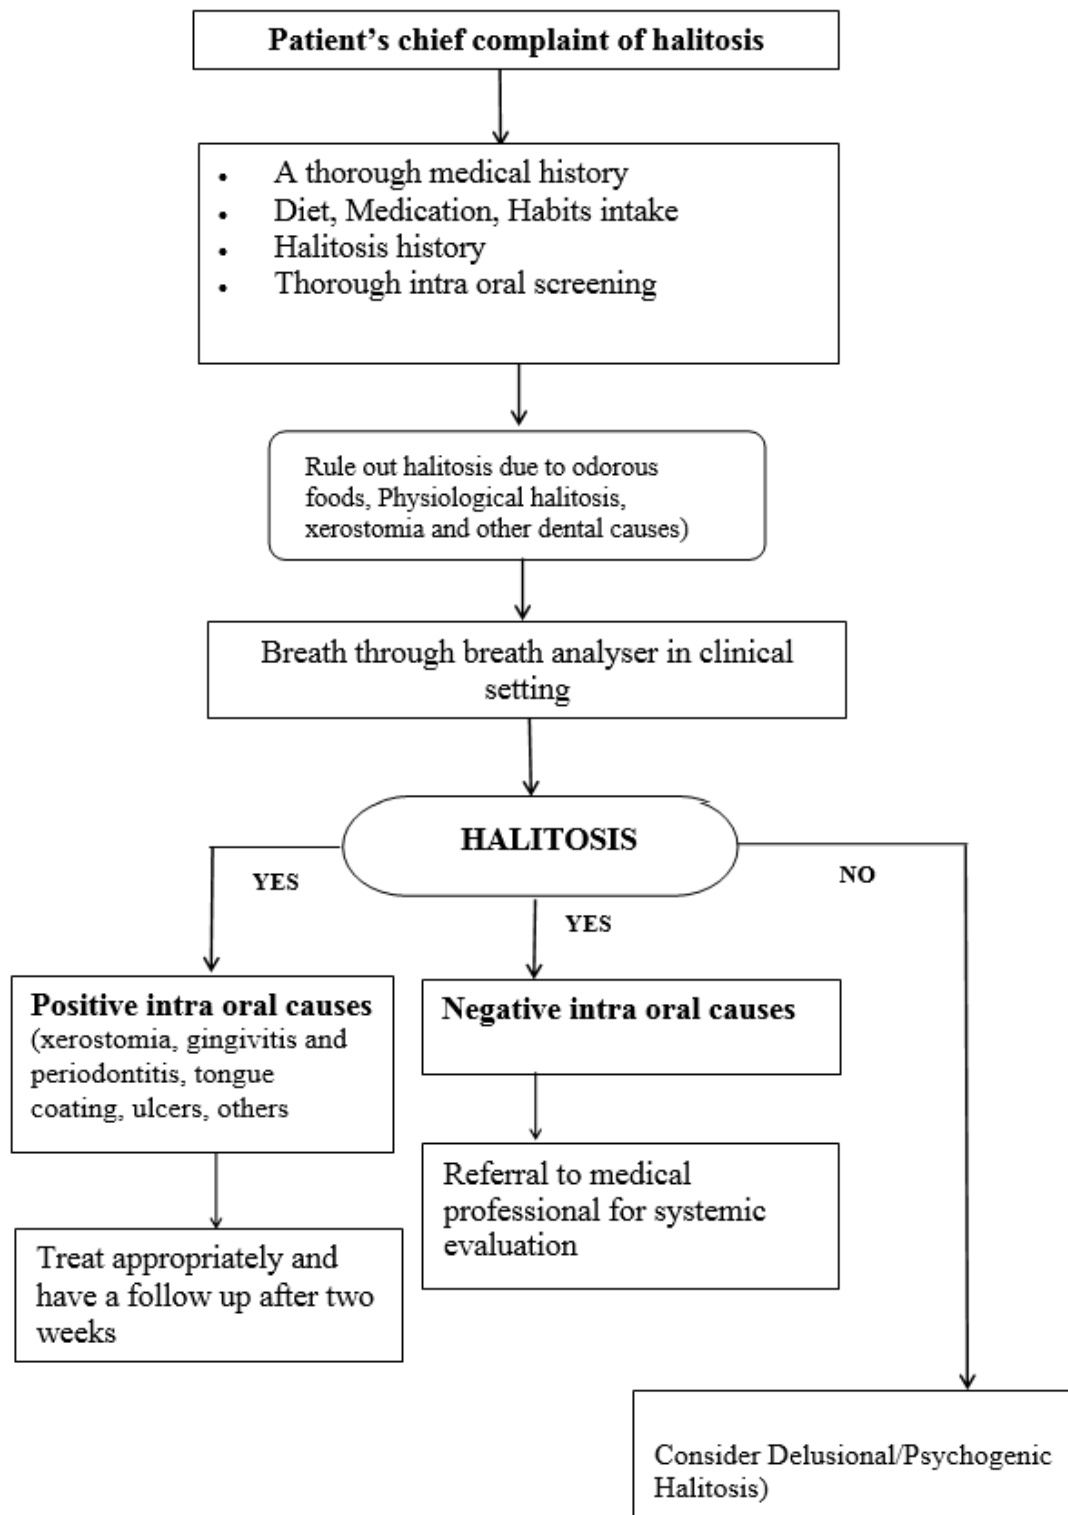 Patient’s chief complaint of halitosis
• A thorough medical history
• Diet, Medication, Habits intake
• Halitosis history
• Thorough intra oral screening
Rule out halitosis due to odorous
foods, Physiological halitosis,
xerostomia and other dental causes)
Breath through breath analyser in clinical
setting
HALITOSIS
YES
YES
NO
Positive intra oral causes
(xerostomia, gingivitis and
periodontitis, tongue
coating, ulcers, others
Negative intra oral causes
Treat appropriately and
have a follow up after two
weeks
Referral to medical
professional for systemic
evaluation
Consider Delusional/Psychogenic
Halitosis)